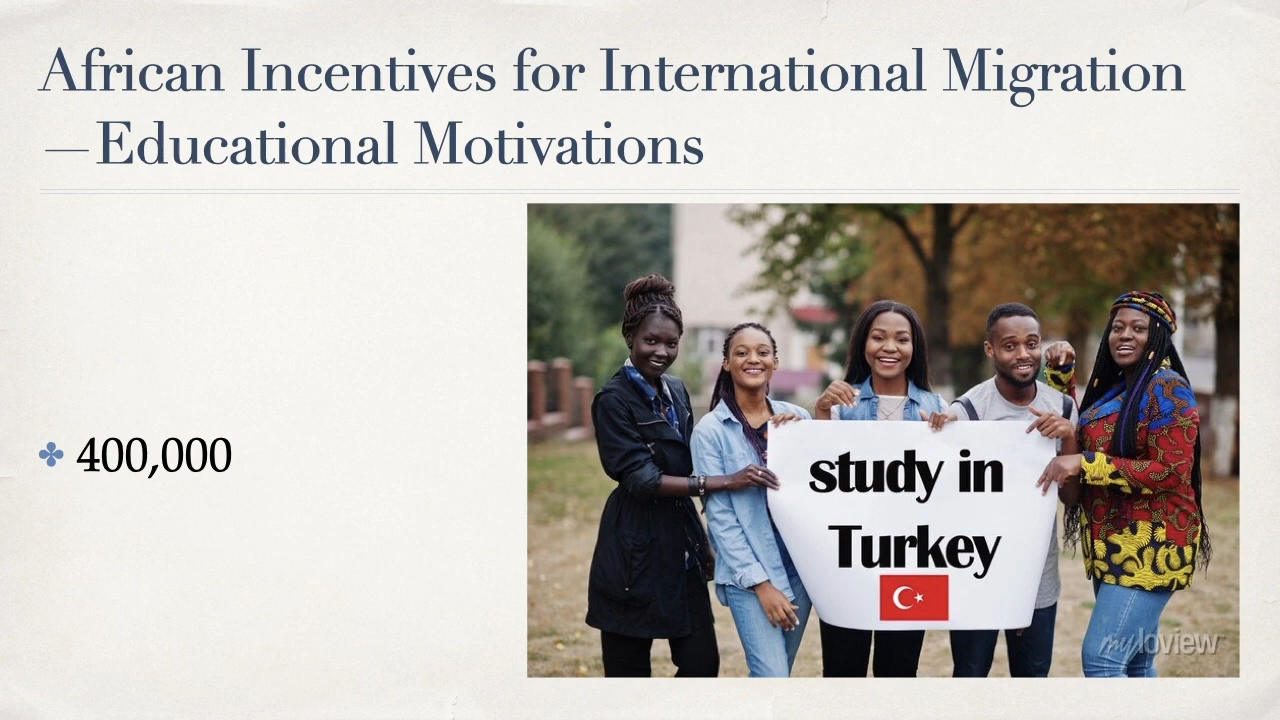 African Incentives for International Migration
—Educational Motivations
400,000
study in
Turkey
myloview